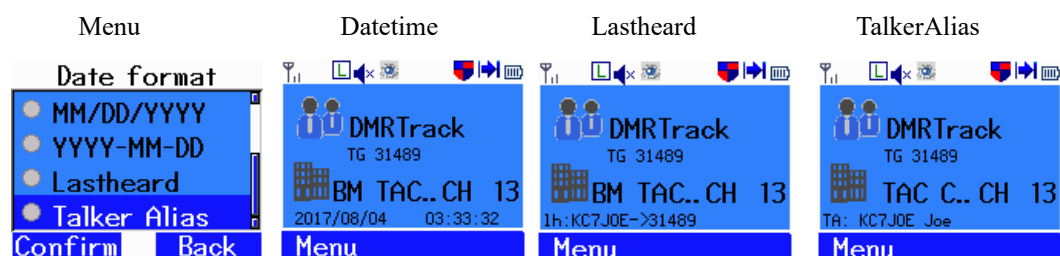 Menu
Datetime
Lastheard
TalkerAlias
Date format
MM/DD/YYYY
YYYY-MM-DD
Lastheard
Talker Alias
Confirm Back
L
DMRTrack
TG 31489
BM TAC.. CH 13
2017/08/04 03:33:32
Menu
L
DMRTrack
TG 31489
BM TAC.. CH 13
lh:KC7JOE->31489
Menu
L
DMRTrack
TG 31489
TAC C.. CH 13
TA: KC7JOE Joe
Menu